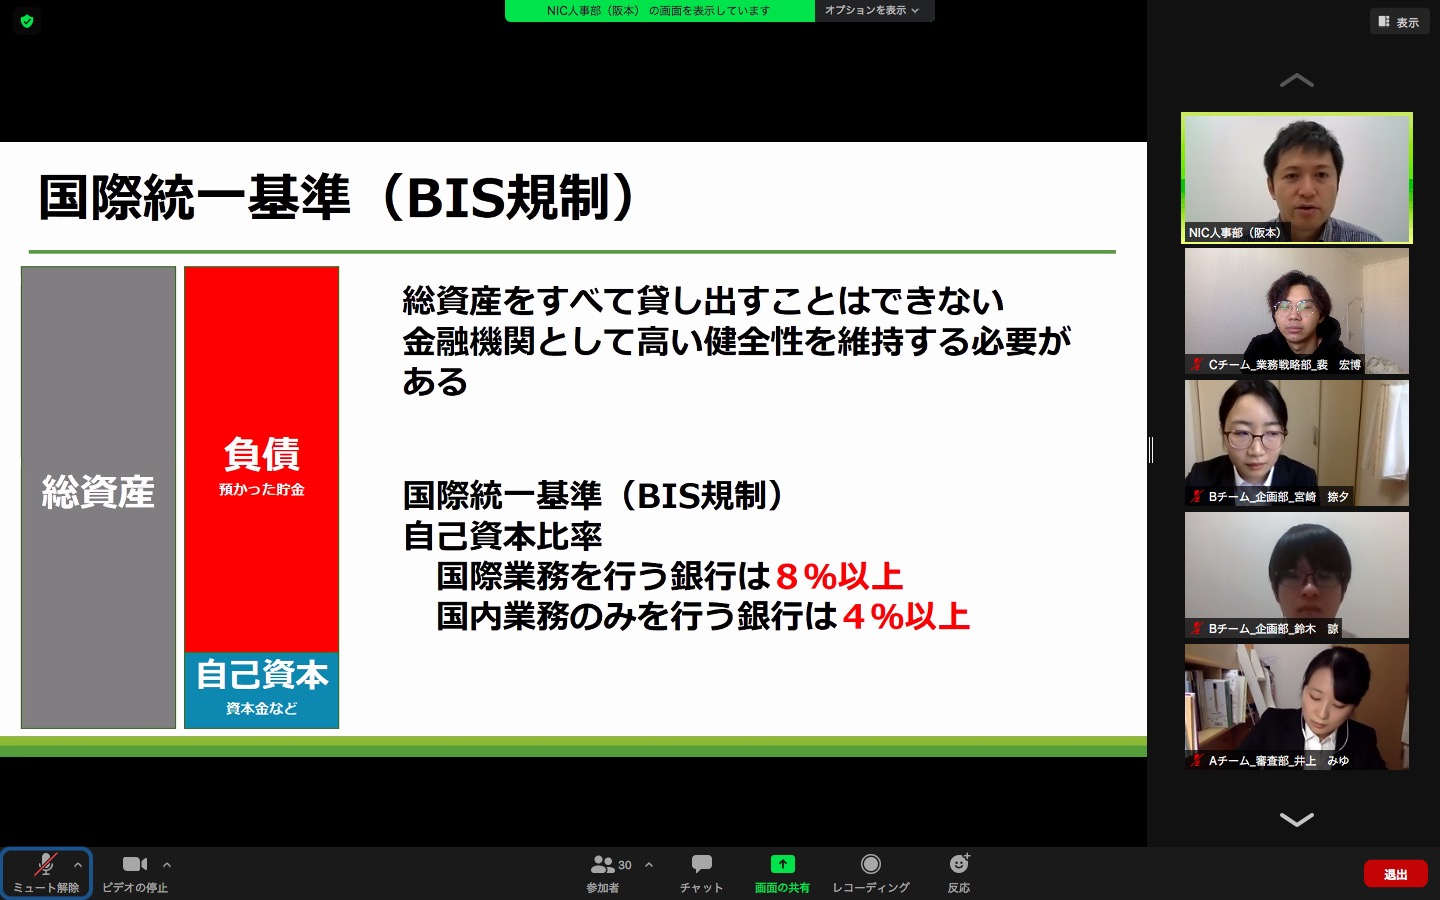 NIC人事部（阪本） の画面を表示しています
オプションを表示
表示
国際統一基準（BIS規制）
総資産
負債
預かった貯金
自己資本
資本金など
総資産をすべて貸し出すことはできない
金融機関として高い健全性を維持する必要が
ある
国際統一基準（BIS規制）
自己資本比率
国際業務を行う銀行は８％以上
国内業務のみを行う銀行は４％以上
NIC人事部（阪本）
Cチーム_業務戦略部_裴　宏博
Bチーム_企画部_宮崎　捺夕
Bチーム_企画部_鈴木　諒
Aチーム_審査部_井上　みゆ
ミュート解除
ビデオの停止
30
参加者
チャット
画面の共有
レコーディング
反応
退出